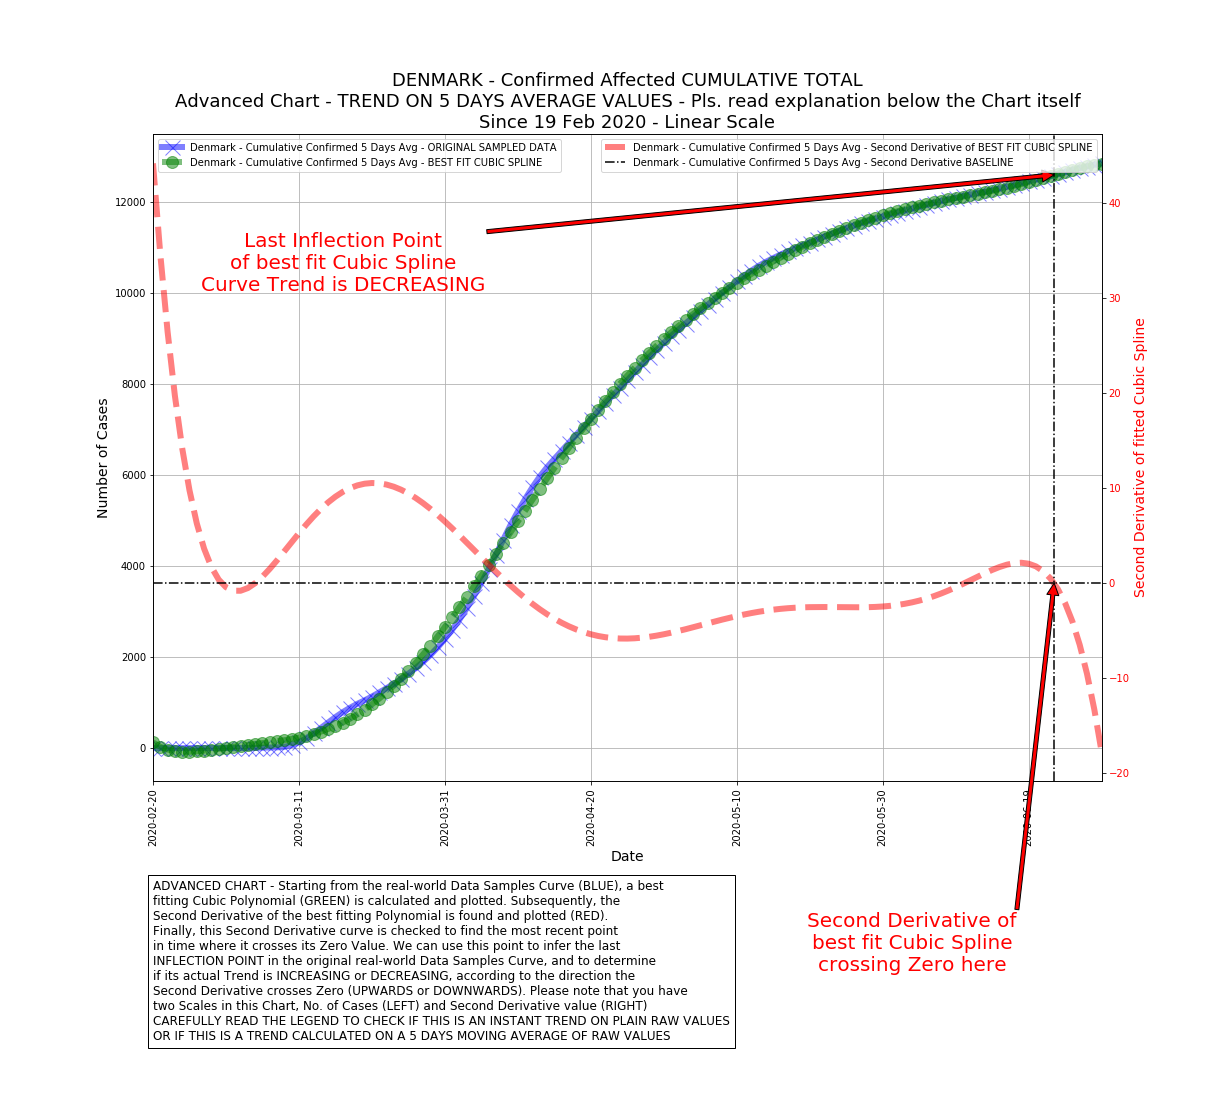 DENMARK - Confirmed Affected CUMULATIVE TOTAL
Advanced Chart - TREND ON 5 DAYS AVERAGE VALUES - Pls. read explanation below the Chart itself
Since 19 Feb 2020 - Linear Scale
Denmark - Cumulative Confirmed 5 Days Avg - ORIGINAL SAMPLED DATA
Denmark - Cumulative Confirmed 5 Days Avg - BEST FIT CUBIC SPLINE
Denmark - Cumulative Confirmed 5 Days Avg - Second Derivative of BEST FIT CUBIC SPLINE
Denmark - Cumulative Confirmed 5 Days Avg - Second Derivative BASELINE
Last Inflection Point
of best fit Cubic Spline
Curve Trend is DECREASING
Number of Cases
12000
10000
8000
6000
4000
2000
0
40
30
20
10
0
−10
−20
Second Derivative of fitted Cubic Spline
2020-02-20
2020-03-11
2020-03-31
2020-04-20
2020-05-10
2020-05-30
2020-06-19
Date
ADVANCED CHART - Starting from the real-world Data Samples Curve (BLUE), a best
fitting Cubic Polynomial (GREEN) is calculated and plotted. Subsequently, the
Second Derivative of the best fitting Polynomial is found and plotted (RED).
Finally, this Second Derivative curve is checked to find the most recent point
in time where it crosses its Zero Value. We can use this point to infer the last
INFLECTION POINT in the original real-world Data Samples Curve, and to determine
if its actual Trend is INCREASING or DECREASING, according to the direction the
Second Derivative crosses Zero (UPWARDS or DOWNWARDS). Please note that you have
two Scales in this Chart, No. of Cases (LEFT) and Second Derivative value (RIGHT)
CAREFULLY READ THE LEGEND TO CHECK IF THIS IS AN INSTANT TREND ON PLAIN RAW VALUES
OR IF THIS IS A TREND CALCULATED ON A 5 DAYS MOVING AVERAGE OF RAW VALUES
Second Derivative of
best fit Cubic Spline
crossing Zero here